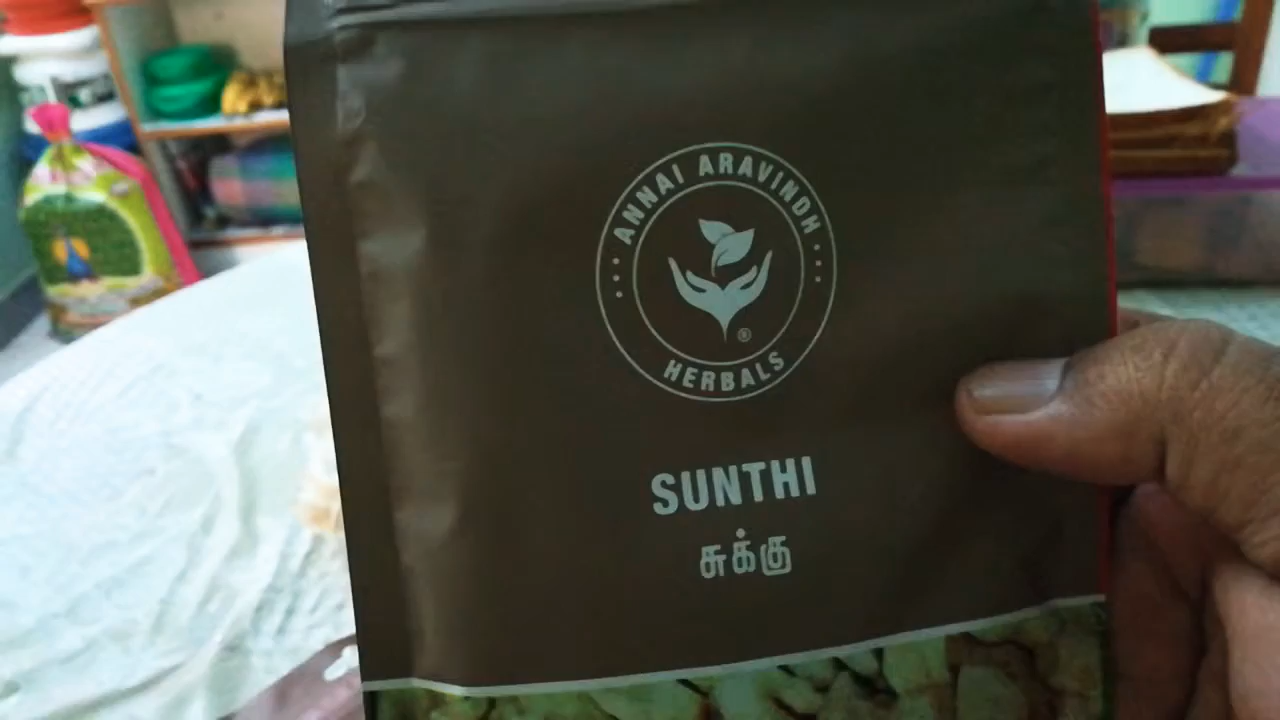 ANNAI ARAVINDH
HERBALS
®
SUNTHI
சுக்கு